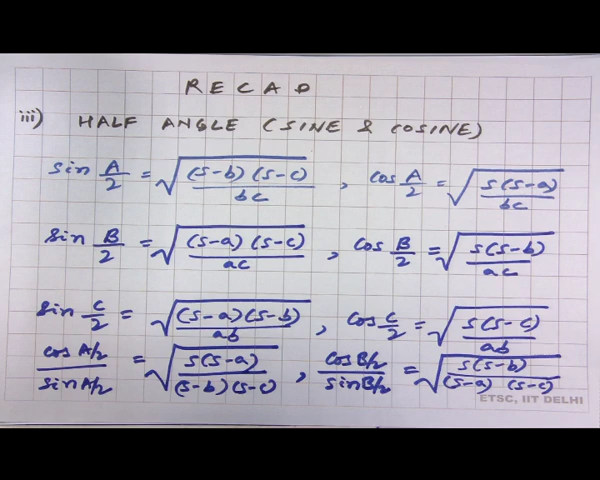 RECAP
iii) HALF ANGLE (SINE & COSINE)
sin A/2 = √((s-b)(s-c)/bc) , cos A/2 = √(s(s-a)/bc)
sin B/2 = √((s-a)(s-c)/ac) , cos B/2 = √(s(s-b)/ac)
sin C/2 = √((s-a)(s-b)/ab) , cos C/2 = √(s(s-c)/ab)
cos A/2 / sin A/2 = √(s(s-a)/(s-b)(s-c)) , cos B/2 / sin B/2 = √(s(s-b)/(s-a)(s-c))
ETSC, IIT DELHI